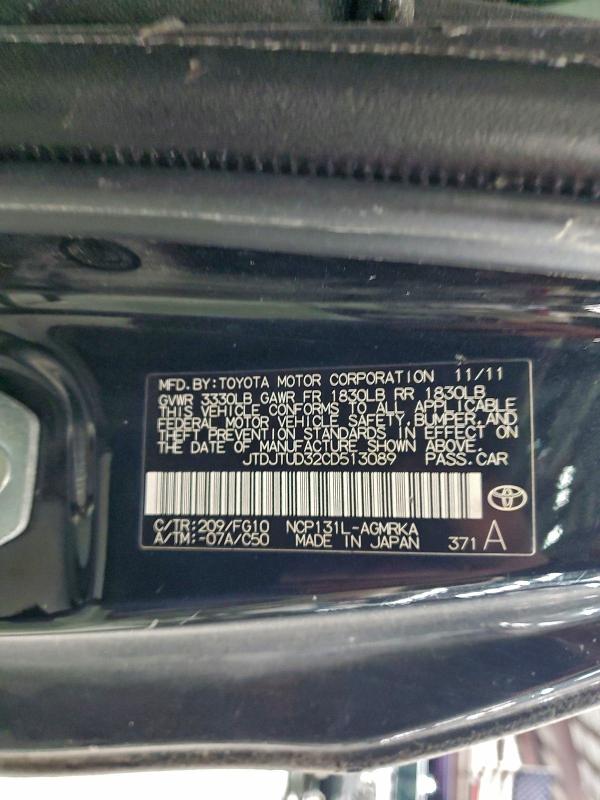 MFD.BY:TOYOTA MOTOR CORPORATION 11/11
GVWR 3330LB GAWR FR 1830LB RR 1830LB
THIS VEHICLE CONFORMS TO ALL APPLICABLE
FEDERAL MOTOR VEHICLE SAFETY,BUMPER,AND
THEFT PREVENTION STANDARDS IN EFFECT ON
THE DATE OF MANUFACTURE SHOWN ABOVE.
JTDJTUD32CD513089 PASS.CAR
C/TR:209/FG10 NCP131L-AGMRKA
A/TM:-07A/C50 MADE IN JAPAN 371 A